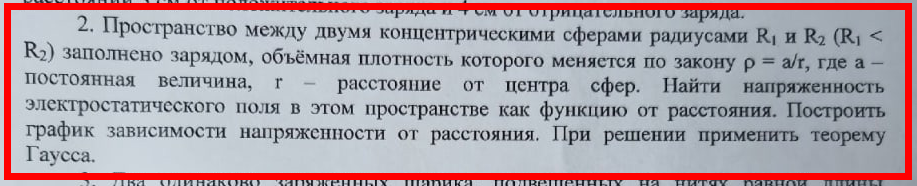 заряда и 4 см от отрицательного заряда.
2. Пространство между двумя концентрическими сферами радиусами R₁ и R₂ (R₁ <
R₂) заполнено зарядом, объёмная плотность которого меняется по закону ρ = a/r, где a –
постоянная величина, r – расстояние от центра сфер. Найти напряженность
электростатического поля в этом пространстве как функцию от расстояния. Построить
график зависимости напряженности от расстояния. При решении применить теорему
Гаусса.
3. Два одинаково заряженных шарика, подвешенных на нитях равной длины